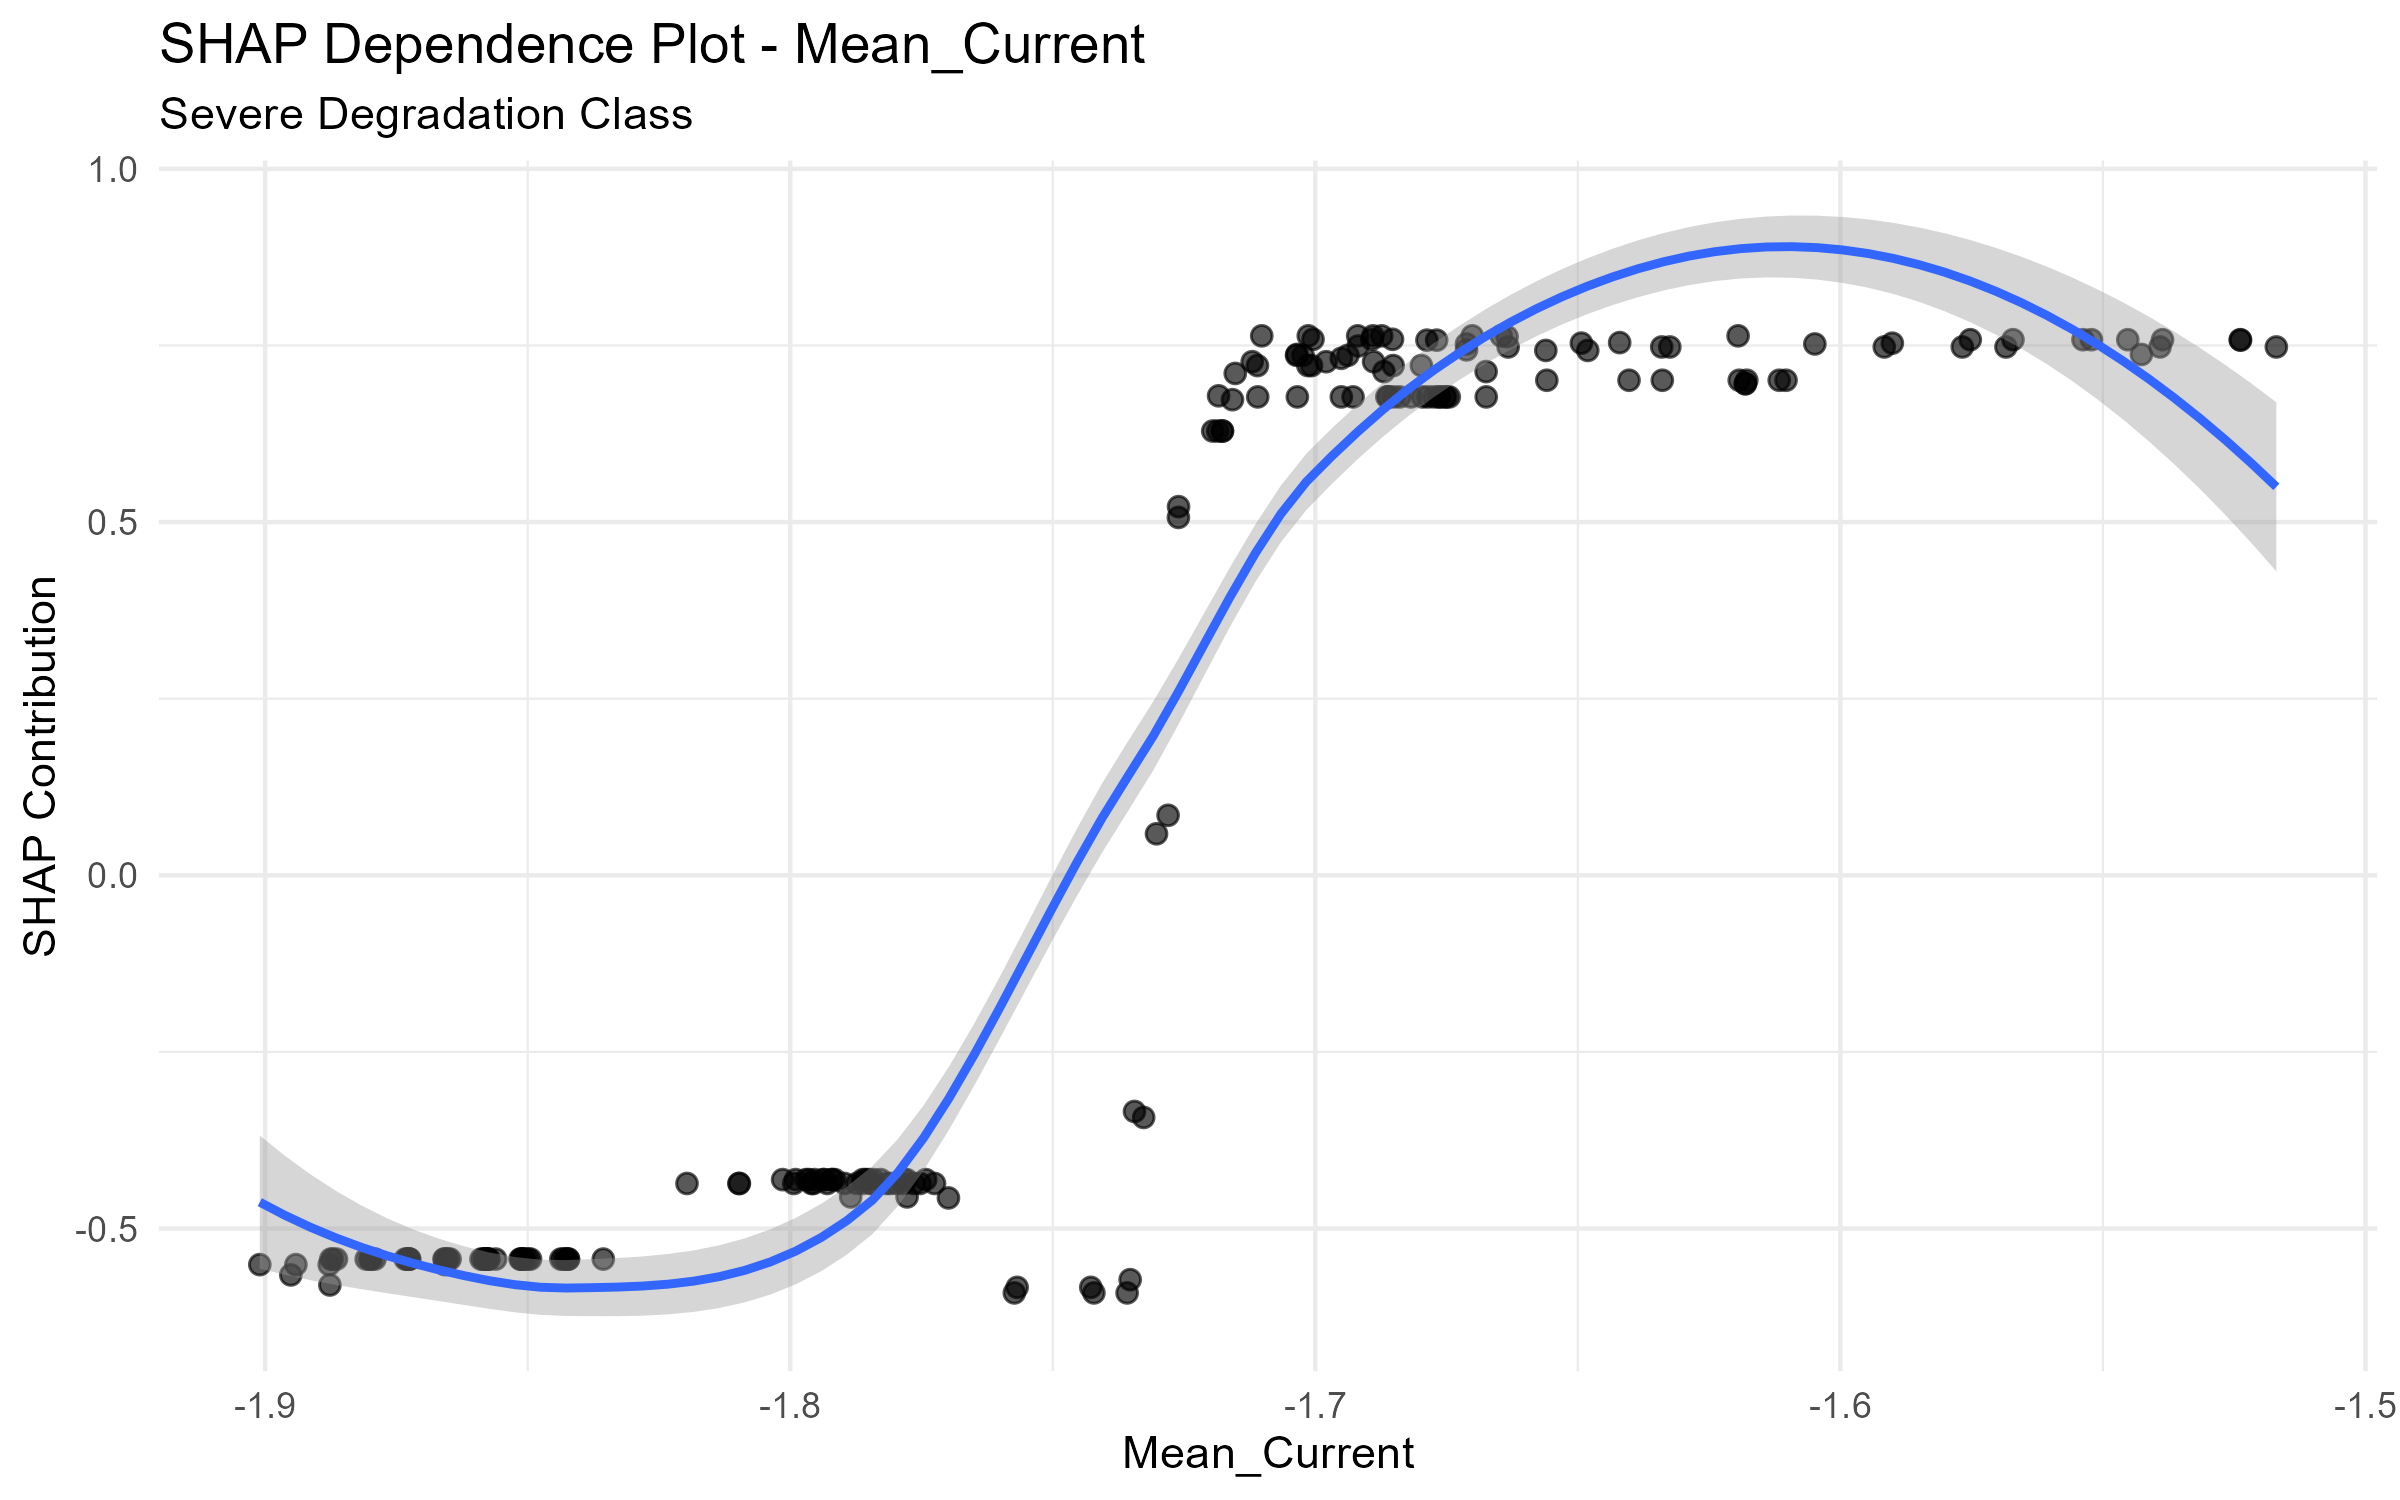 SHAP Dependence Plot - Mean_Current
Severe Degradation Class
1.0
0.5
0.0
-0.5
SHAP Contribution
-1.9
-1.8
-1.7
-1.6
-1.5
Mean_Current